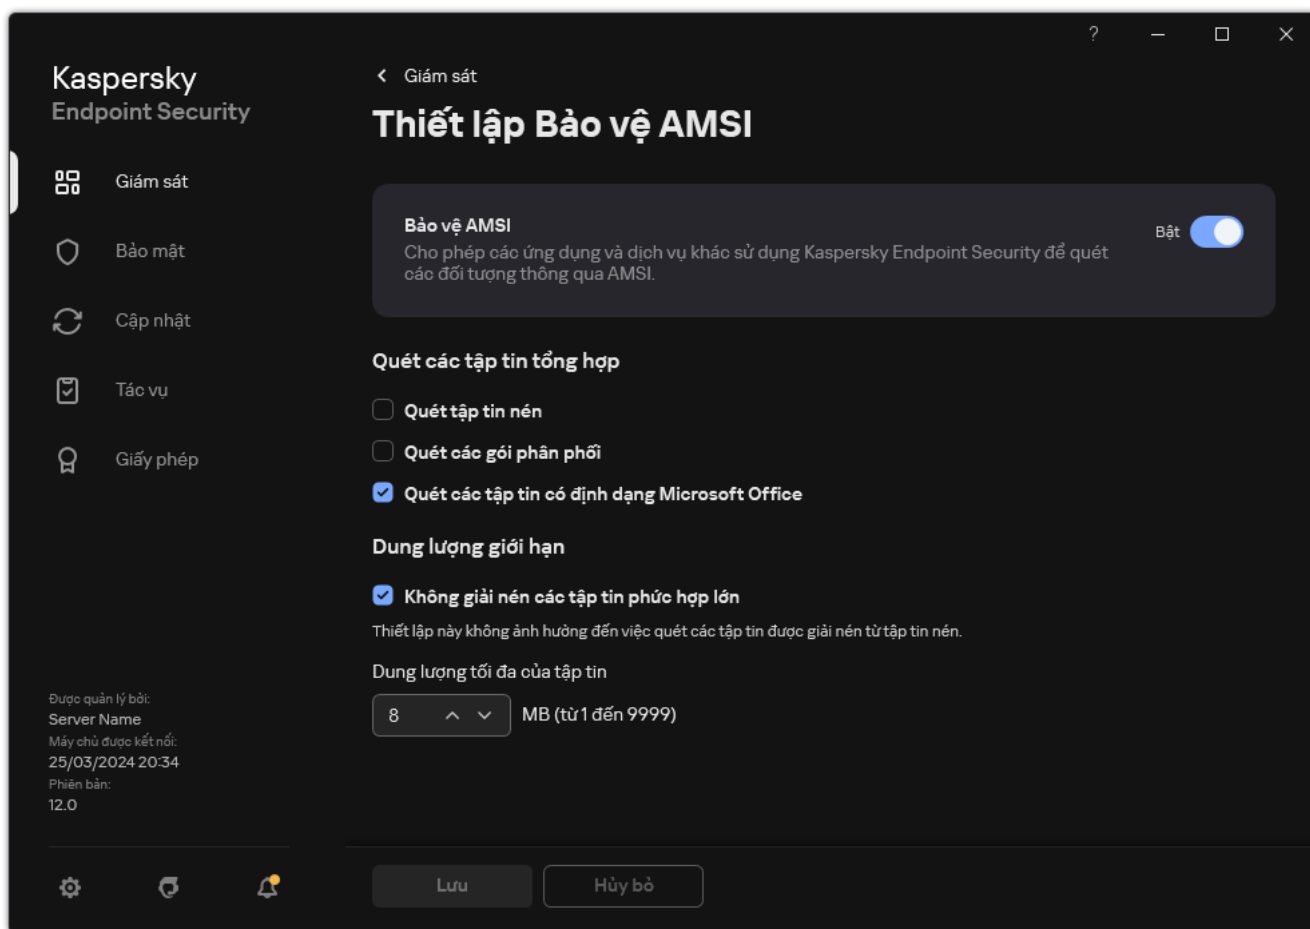 ?
Kaspersky
Endpoint Security
Giám sát
Bảo mật
Cập nhật
Tác vụ
Giấy phép
Được quản lý bởi:
Server Name
Máy chủ được kết nối:
25/03/2024 20:34
Phiên bản:
12.0
Giám sát
Thiết lập Bảo vệ AMSI
Bảo vệ AMSI
Cho phép các ứng dụng và dịch vụ khác sử dụng Kaspersky Endpoint Security để quét
các đối tượng thông qua AMSI.
Bật
Quét các tập tin tổng hợp
Quét tập tin nén
Quét các gói phân phối
Quét các tập tin có định dạng Microsoft Office
Dung lượng giới hạn
Không giải nén các tập tin phức hợp lớn
Thiết lập này không ảnh hưởng đến việc quét các tập tin được giải nén từ tập tin nén.
Dung lượng tối đa của tập tin
8 MB (từ 1 đến 9999)
Lưu
Hủy bỏ